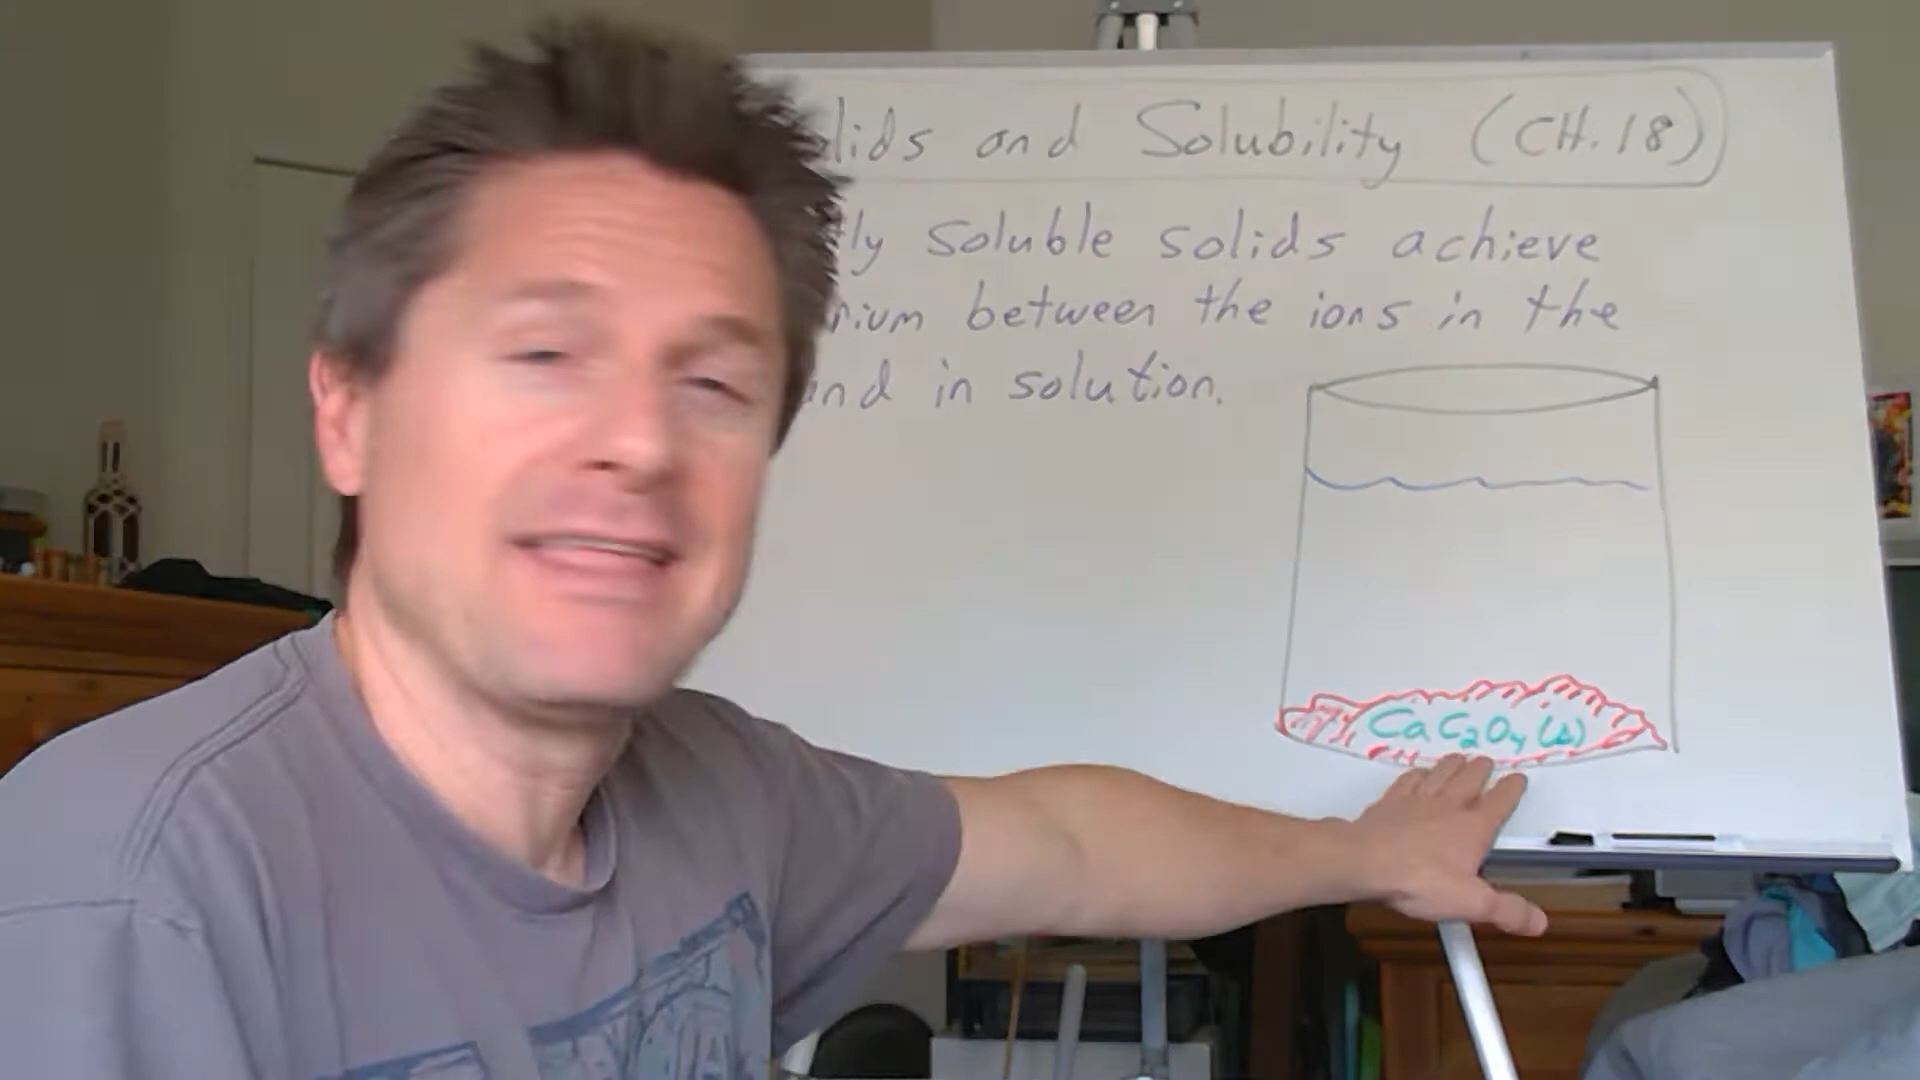 lids and Solubility (CH. 18)
ly soluble solids achieve
rium between the ions in the
and in solution.
CaC₂O₄(s)